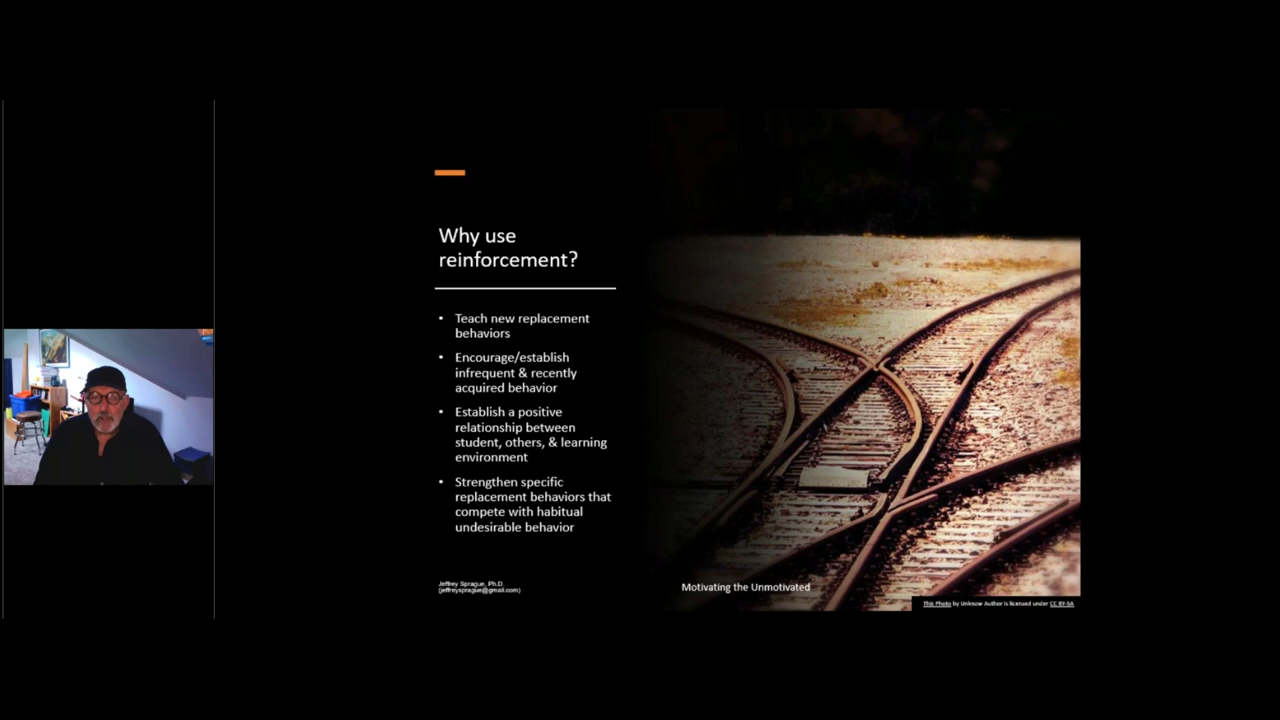 Why use
reinforcement?
• Teach new replacement
behaviors
• Encourage/establish
infrequent & recently
acquired behavior
• Establish a positive
relationship between
student, others, & learning
environment
• Strengthen specific
replacement behaviors that
compete with habitual
undesirable behavior
Jeffrey Sprague, Ph.D.
(jeffreysprague@gmail.com)
Motivating the Unmotivated
This Photo by Unknow Author is licensed under CC BY-SA